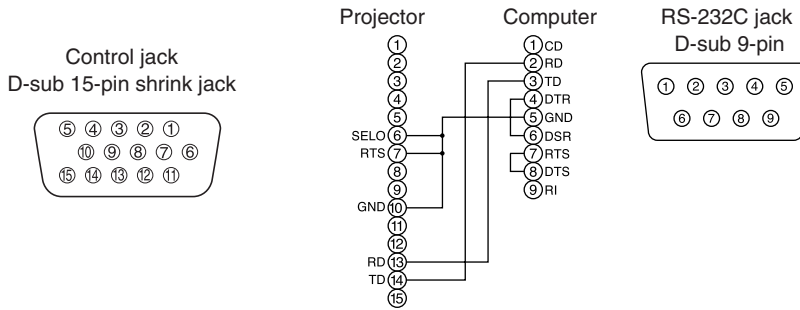 Control jack
D-sub 15-pin shrink jack
⑤ ④ ③ ② ①
⑩ ⑨ ⑧ ⑦ ⑥
⑮ ⑭ ⑬ ⑫ ⑪
Projector
①
②
③
④
⑤
SELO ⑥
RTS ⑦
⑧
⑨
GND ⑩
⑪
⑫
RD ⑬
TD ⑭
⑮
Computer
① CD
② RD
③ TD
④ DTR
⑤ GND
⑥ DSR
⑦ RTS
⑧ DTS
⑨ RI
RS-232C jack
D-sub 9-pin
① ② ③ ④ ⑤
⑥ ⑦ ⑧ ⑨